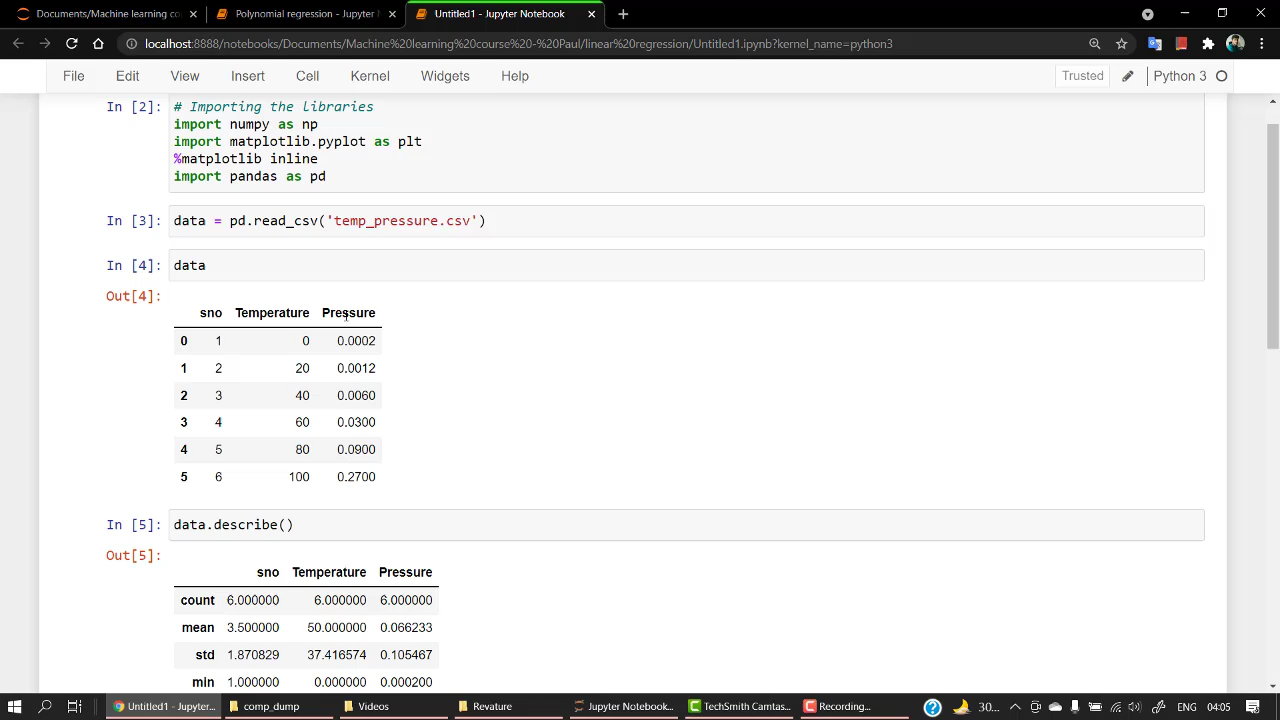 Documents/Machine learning co
Polynomial regression - Jupyter N
Untitled1 - Jupyter Notebook
localhost:8888/notebooks/Documents/Machine%20learning%20course%20-%20Paul/linear%20regression/Untitled1.ipynb?kernel_name=python3
File Edit View Insert Cell Kernel Widgets Help Trusted Python 3
In [2]: # Importing the libraries
import numpy as np
import matplotlib.pyplot as plt
%matplotlib inline
import pandas as pd
In [3]: data = pd.read_csv('temp_pressure.csv')
In [4]: data
Out[4]:
sno Temperature Pressure
0 1 0 0.0002
1 2 20 0.0012
2 3 40 0.0060
3 4 60 0.0300
4 5 80 0.0900
5 6 100 0.2700
In [5]: data.describe()
Out[5]:
sno Temperature Pressure
count 6.000000 6.000000 6.000000
mean 3.500000 50.000000 0.066233
std 1.870829 37.416574 0.105467
min 1.000000 0.000000 0.000200
Untitled1 - Jupyter... comp_dump Videos Revature Jupyter Notebook... TechSmith Camtas... Recording... 30... ENG 04:05